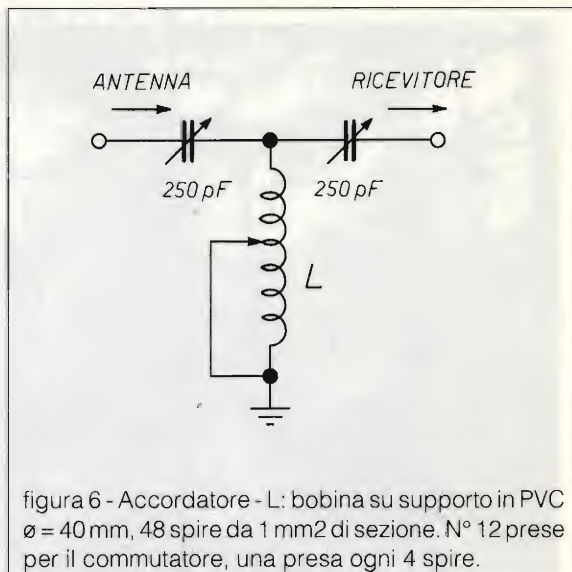 ANTENNA
RICEVITORE
250 pF
250 pF
L
figura 6 - Accordatore - L: bobina su supporto in PVC
ø = 40 mm, 48 spire da 1 mm2 di sezione. N° 12 prese
per il commutatore, una presa ogni 4 spire.